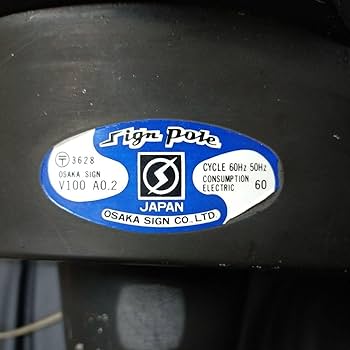 Sign Pole
〒 3628
OSAKA SIGN
V100 A0.2
CYCLE 60Hz 50Hz
CONSUMPTION
ELECTRIC 60
JAPAN
OSAKA SIGN CO.,LTD.